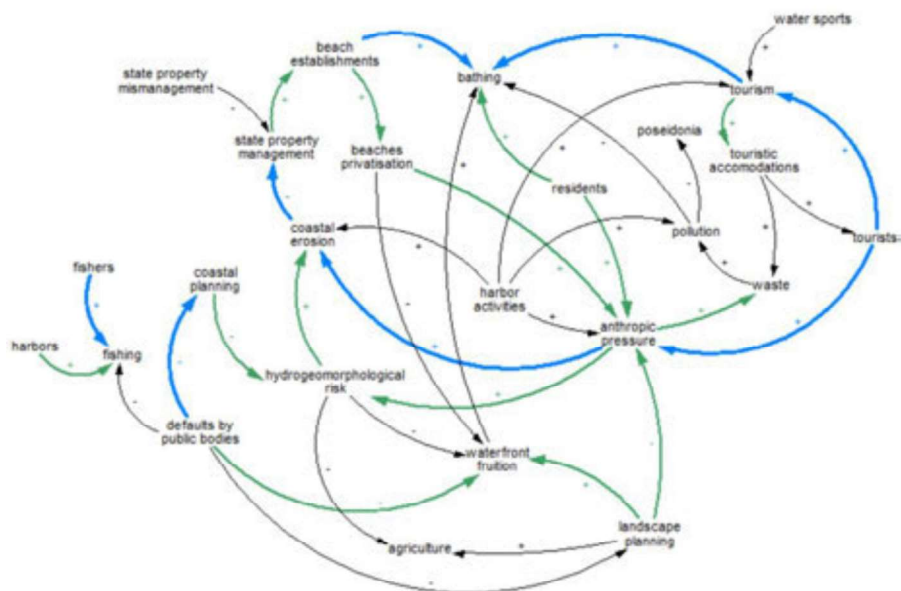 water sports
beach
establishments
bathing
tourism
state property
mismanagement
state property
management
beaches
privatisation
poseidonia
touristic
accomodations
residents
coastal
erosion
pollution
tourists
fishers
coastal
planning
harbor
activities
waste
anthropic
pressure
harbors
fishing
hydrogeomorphological
risk
defaults by
public bodies
waterfront
fruition
landscape
planning
agriculture